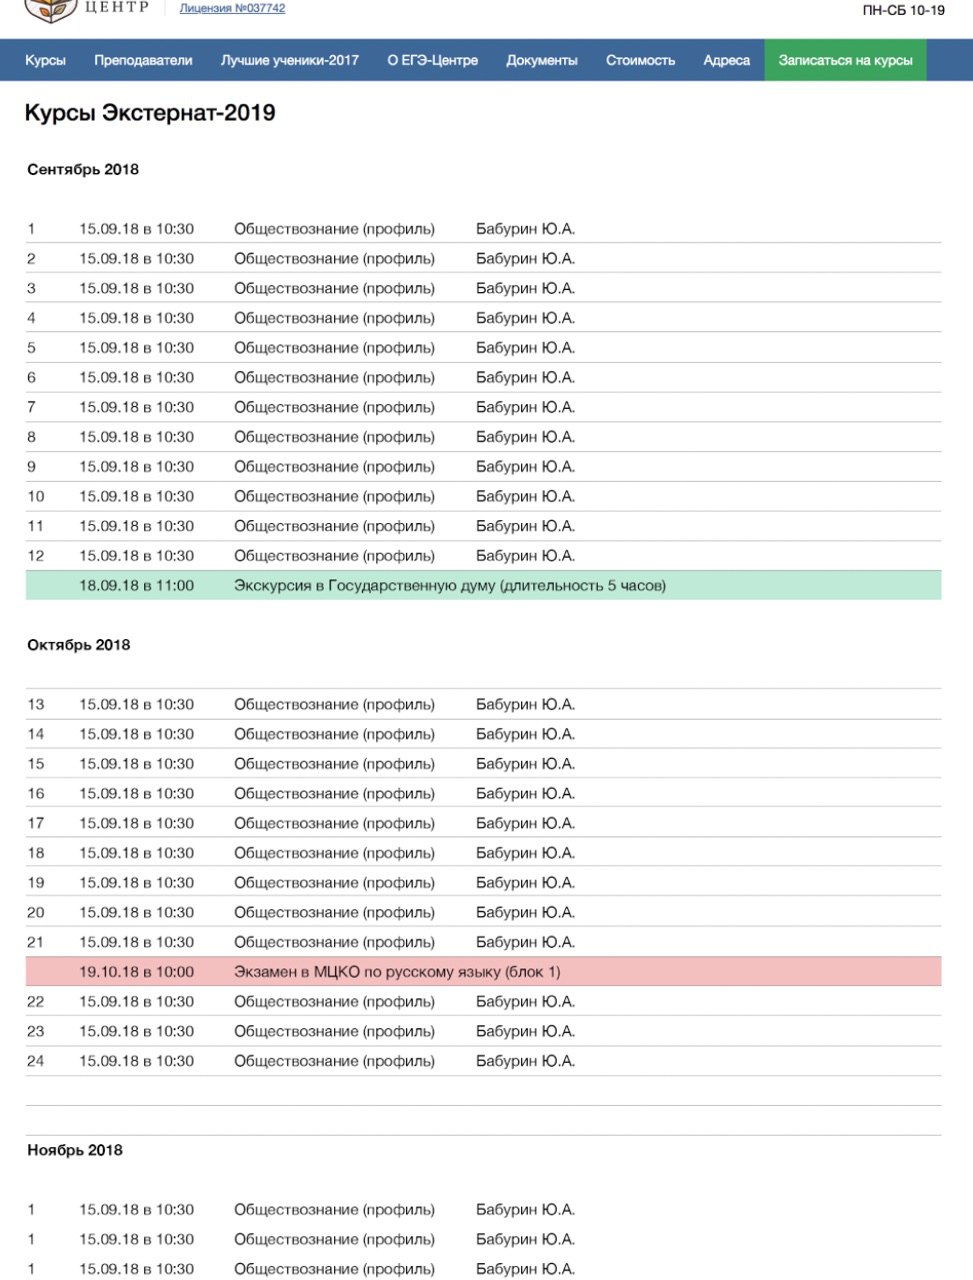 ЦЕНТР
Лицензия №037742
ПН-СБ 10-19
Курсы Преподаватели Лучшие ученики-2017 О ЕГЭ-Центре Документы Стоимость Адреса Записаться на курсы
Курсы Экстернат-2019
Сентябрь 2018
1 15.09.18 в 10:30 Обществознание (профиль) Бабурин Ю.А.
2 15.09.18 в 10:30 Обществознание (профиль) Бабурин Ю.А.
3 15.09.18 в 10:30 Обществознание (профиль) Бабурин Ю.А.
4 15.09.18 в 10:30 Обществознание (профиль) Бабурин Ю.А.
5 15.09.18 в 10:30 Обществознание (профиль) Бабурин Ю.А.
6 15.09.18 в 10:30 Обществознание (профиль) Бабурин Ю.А.
7 15.09.18 в 10:30 Обществознание (профиль) Бабурин Ю.А.
8 15.09.18 в 10:30 Обществознание (профиль) Бабурин Ю.А.
9 15.09.18 в 10:30 Обществознание (профиль) Бабурин Ю.А.
10 15.09.18 в 10:30 Обществознание (профиль) Бабурин Ю.А.
11 15.09.18 в 10:30 Обществознание (профиль) Бабурин Ю.А.
12 15.09.18 в 10:30 Обществознание (профиль) Бабурин Ю.А.
18.09.18 в 11:00 Экскурсия в Государственную думу (длительность 5 часов)
Октябрь 2018
13 15.09.18 в 10:30 Обществознание (профиль) Бабурин Ю.А.
14 15.09.18 в 10:30 Обществознание (профиль) Бабурин Ю.А.
15 15.09.18 в 10:30 Обществознание (профиль) Бабурин Ю.А.
16 15.09.18 в 10:30 Обществознание (профиль) Бабурин Ю.А.
17 15.09.18 в 10:30 Обществознание (профиль) Бабурин Ю.А.
18 15.09.18 в 10:30 Обществознание (профиль) Бабурин Ю.А.
19 15.09.18 в 10:30 Обществознание (профиль) Бабурин Ю.А.
20 15.09.18 в 10:30 Обществознание (профиль) Бабурин Ю.А.
21 15.09.18 в 10:30 Обществознание (профиль) Бабурин Ю.А.
19.10.18 в 10:00 Экзамен в МЦКО по русскому языку (блок 1)
22 15.09.18 в 10:30 Обществознание (профиль) Бабурин Ю.А.
23 15.09.18 в 10:30 Обществознание (профиль) Бабурин Ю.А.
24 15.09.18 в 10:30 Обществознание (профиль) Бабурин Ю.А.
Ноябрь 2018
1 15.09.18 в 10:30 Обществознание (профиль) Бабурин Ю.А.
1 15.09.18 в 10:30 Обществознание (профиль) Бабурин Ю.А.
1 15.09.18 в 10:30 Обществознание (профиль) Бабурин Ю.А.